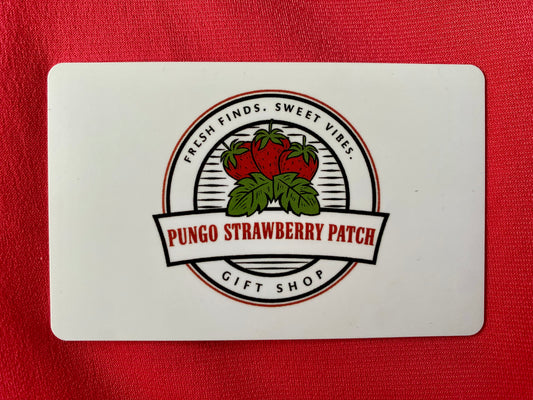 FRESH FINDS. SWEET VIBES.
PUNGO STRAWBERRY PATCH
GIFT SHOP